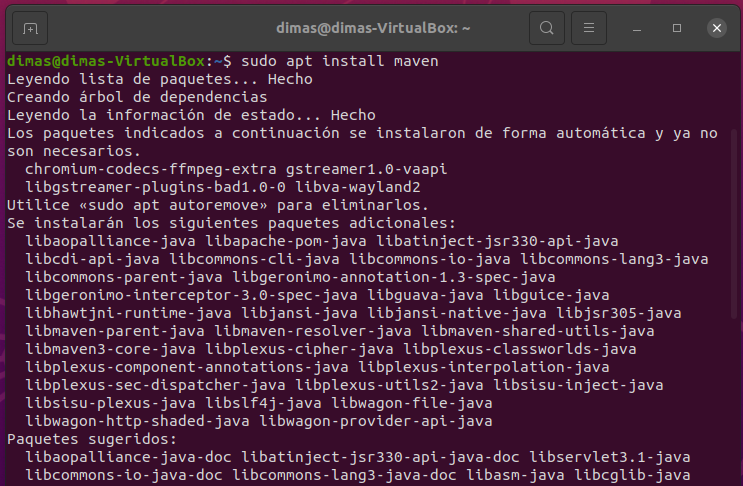 dimas@dimas-VirtualBox: ~
dimas@dimas-VirtualBox:~$ sudo apt install maven
Leyendo lista de paquetes... Hecho
Creando árbol de dependencias
Leyendo la información de estado... Hecho
Los paquetes indicados a continuación se instalaron de forma automática y ya no
son necesarios.
  chromium-codecs-ffmpeg-extra gstreamer1.0-vaapi
  libgstreamer-plugins-bad1.0-0 libva-wayland2
Utilice «sudo apt autoremove» para eliminarlos.
Se instalarán los siguientes paquetes adicionales:
  libaopalliance-java libapache-pom-java libatinject-jsr330-api-java
  libcdi-api-java libcommons-cli-java libcommons-io-java libcommons-lang3-java
  libcommons-parent-java libgeronimo-annotation-1.3-spec-java
  libgeronimo-interceptor-3.0-spec-java libguava-java libguice-java
  libhawtjni-runtime-java libjansi-java libjansi-native-java libjsr305-java
  libmaven-parent-java libmaven-resolver-java libmaven-shared-utils-java
  libmaven3-core-java libplexus-cipher-java libplexus-classworlds-java
  libplexus-component-annotations-java libplexus-interpolation-java
  libplexus-sec-dispatcher-java libplexus-utils2-java libsisu-inject-java
  libsisu-plexus-java libslf4j-java libwagon-file-java
  libwagon-http-shaded-java libwagon-provider-api-java
Paquetes sugeridos:
  libaopalliance-java-doc libatinject-jsr330-api-java-doc libservlet3.1-java
  libcommons-io-java-doc libcommons-lang3-java-doc libasm-java libcglib-java